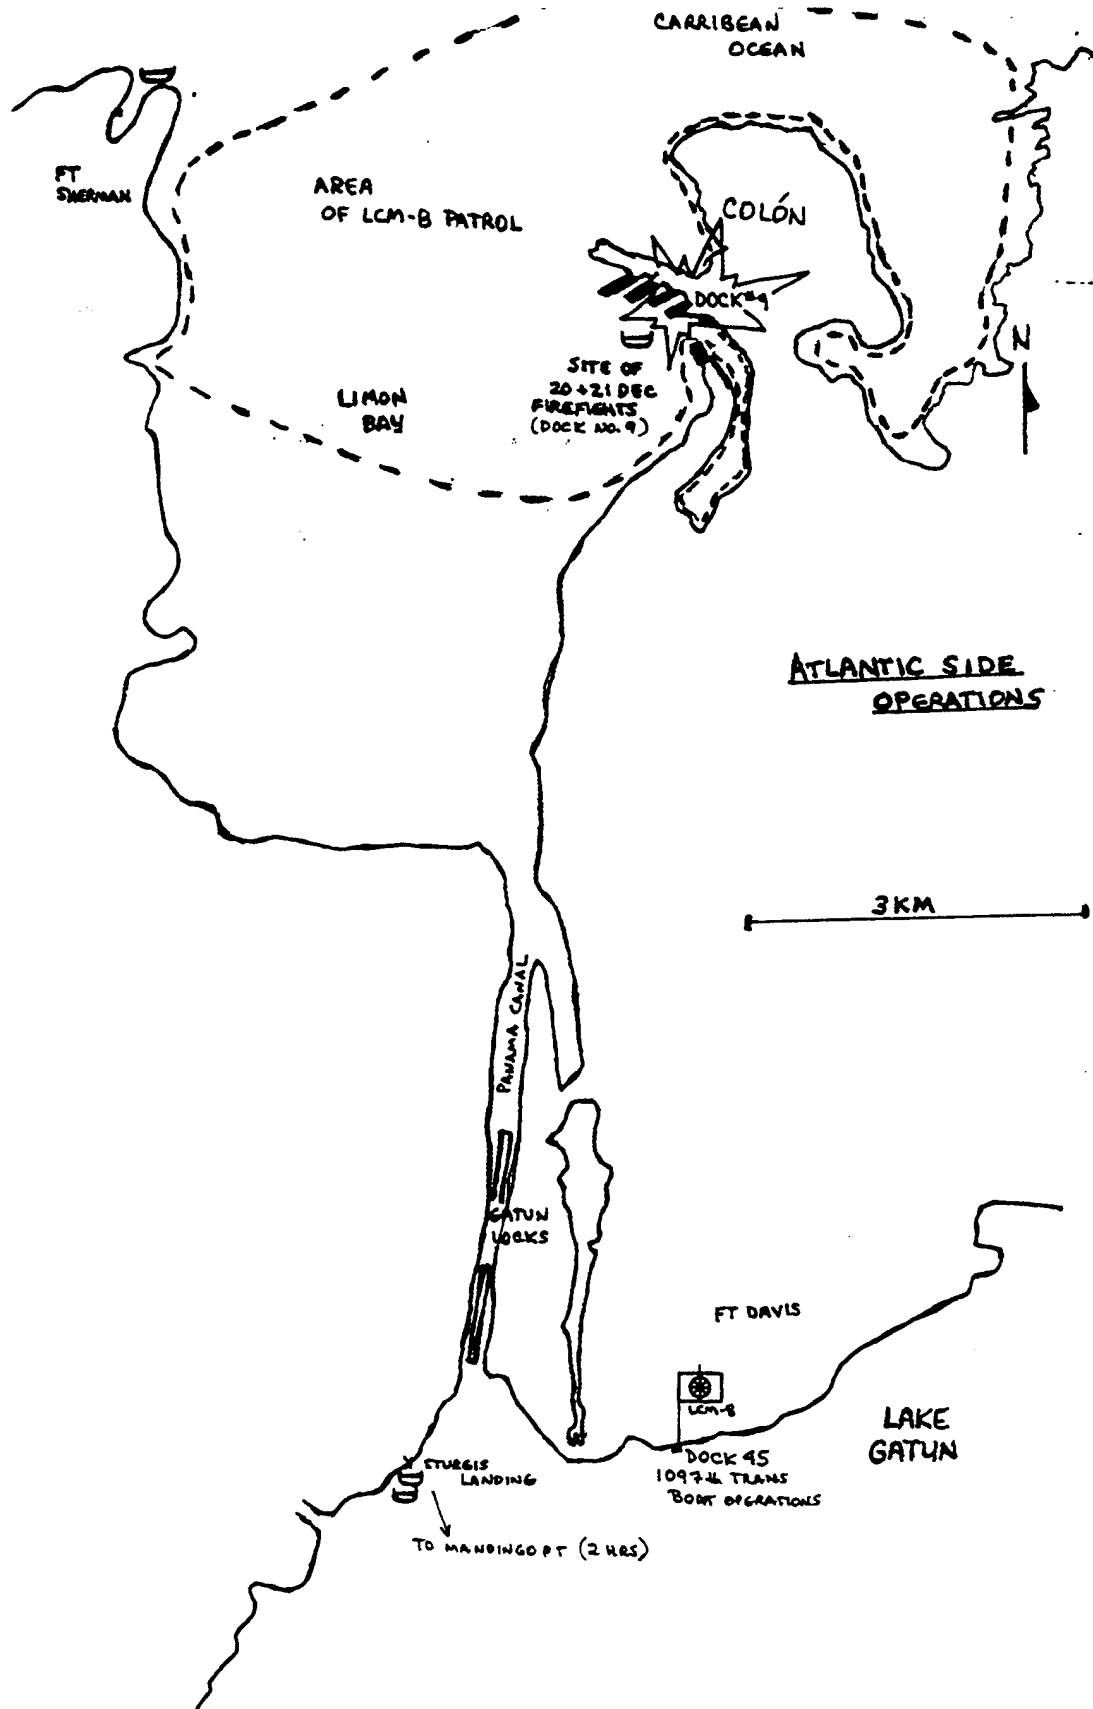 CARRIBEAN
OCEAN
FT
SHERMAN
AREA
OF LCM-8 PATROL
COLÓN
DOCK #9
N
SITE OF
20+21 DEC
FIREFIGHTS
(DOCK NO. 9)
LIMON
BAY
ATLANTIC SIDE
OPERATIONS
3 KM
PANAMA CANAL
GATUN
LOCKS
FT DAVIS
LCM-8
LAKE
GATUN
DOCK 45
1097th TRANS
BOAT OPERATIONS
STURGIS
LANDING
TO MANDINGO PT (2 HRS)